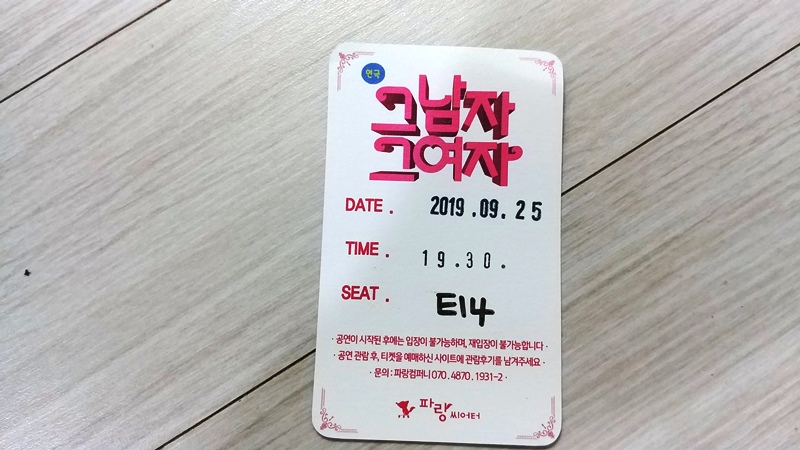 연극
그남자
그여자
DATE . 2019.09.25
TIME . 19.30.
SEAT . E14
· 공연이 시작된 후에는 입장이 불가능하며, 재입장이 불가능합니다 ·
· 공연 관람 후, 티켓을 예매하신 사이트에 관람후기를 남겨주세요 ·
· 문의 : 파랑컴퍼니 070. 4870. 1931~2 ·
파랑씨어터